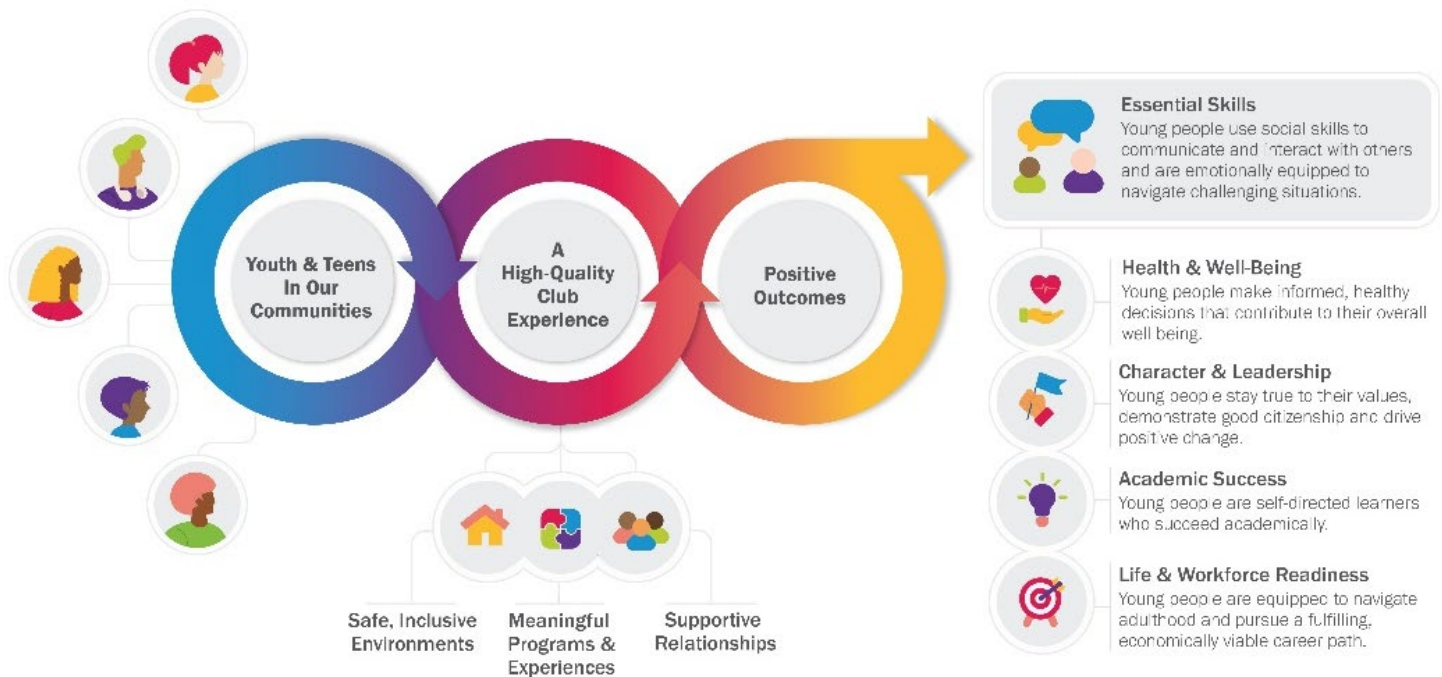 Youth & Teens
In Our
Communities
A
High-Quality
Club
Experience
Positive
Outcomes
Safe, Inclusive
Environments
Meaningful
Programs &
Experiences
Supportive
Relationships
Essential Skills
Young people use social skills to
communicate and interact with others
and are emotionally equipped to
navigate challenging situations.
Health & Well-Being
Young people make informed, healthy
decisions that contribute to their overall
well being.
Character & Leadership
Young people stay true to their values,
demonstrate good citizenship and drive
positive change.
Academic Success
Young people are self-directed learners
who succeed academically.
Life & Workforce Readiness
Young people are equipped to navigate
adulthood and pursue a fulfilling,
economically viable career path.